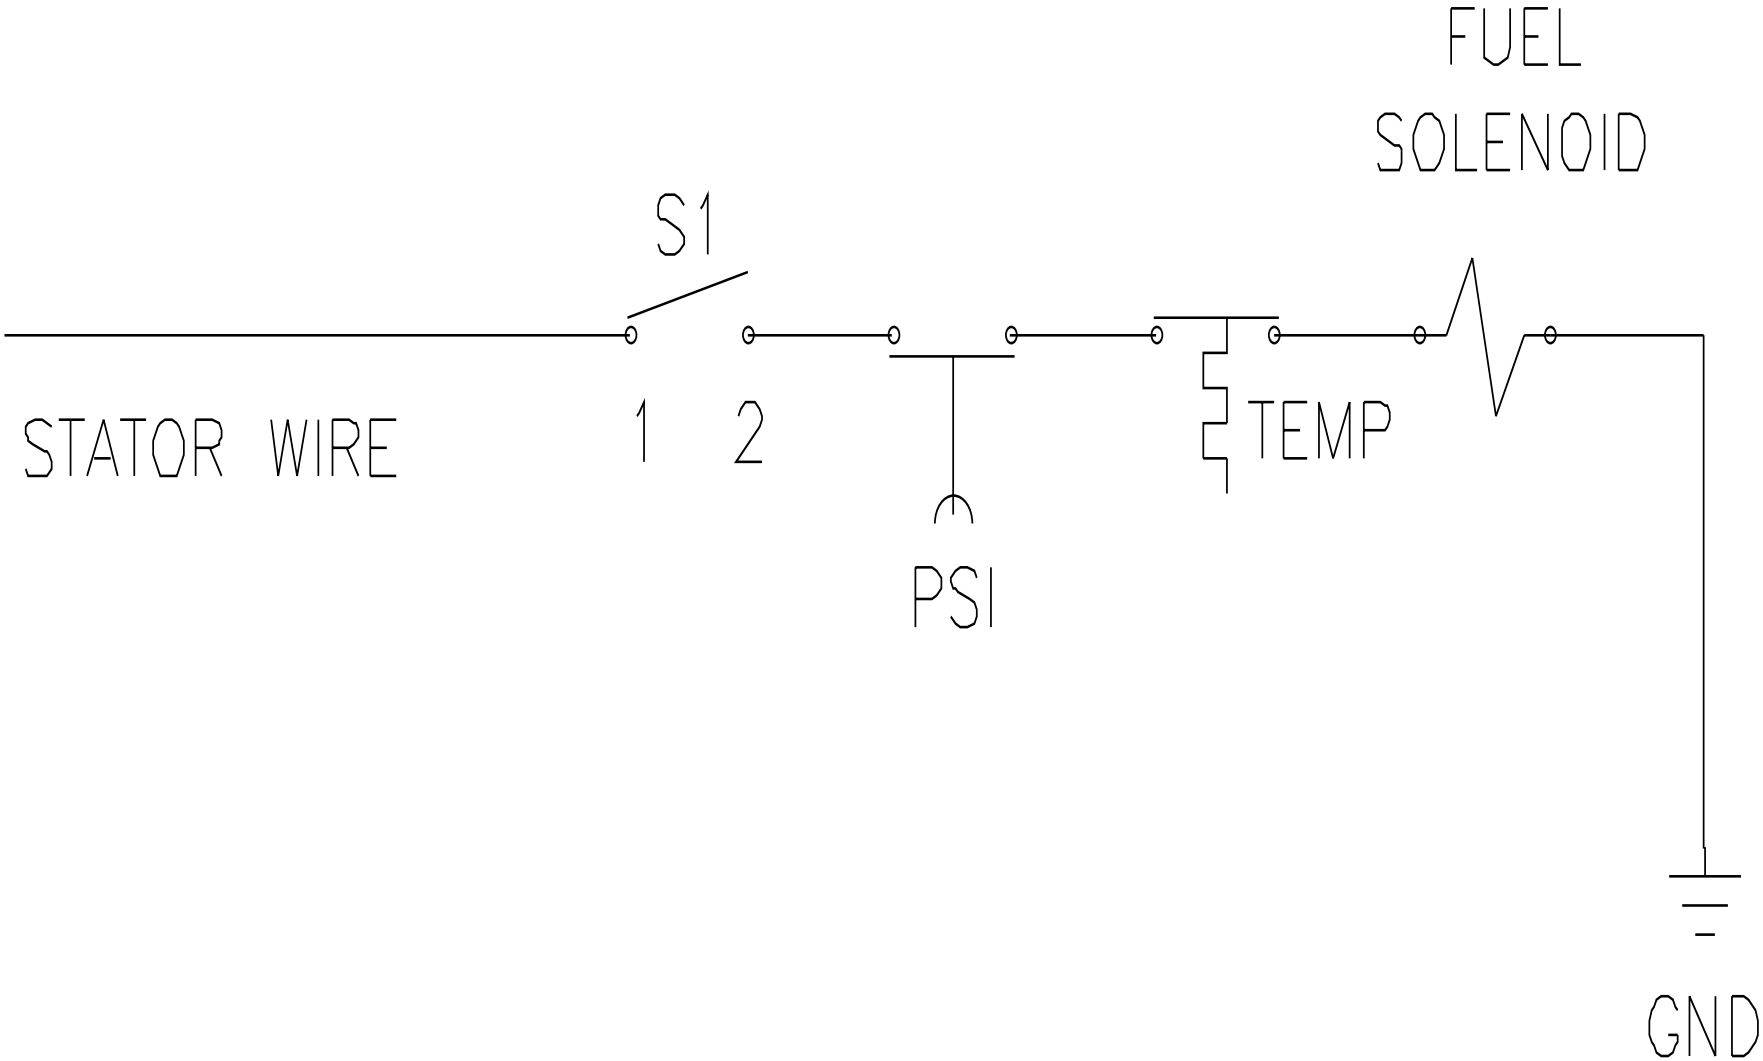 FUEL
SOLENOID
S1
STATOR WIRE
1 2
TEMP
PSI
GND